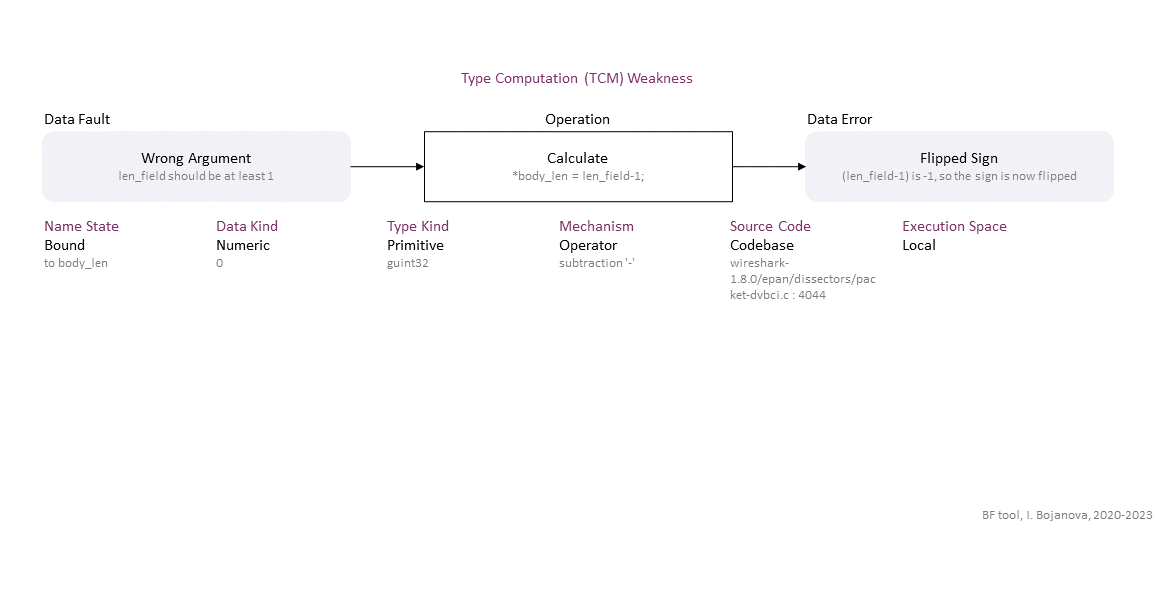 Type Computation (TCM) Weakness
Data Fault
Operation
Data Error
Wrong Argument
len_field should be at least 1
Calculate
*body_len = len_field-1;
Flipped Sign
(len_field-1) is -1, so the sign is now flipped
Name State
Bound
to body_len
Data Kind
Numeric
0
Type Kind
Primitive
guint32
Mechanism
Operator
subtraction '-'
Source Code
Codebase
wireshark-
1.8.0/epan/dissectors/pac
ket-dvbci.c : 4044
Execution Space
Local
BF tool, I. Bojanova, 2020-2023